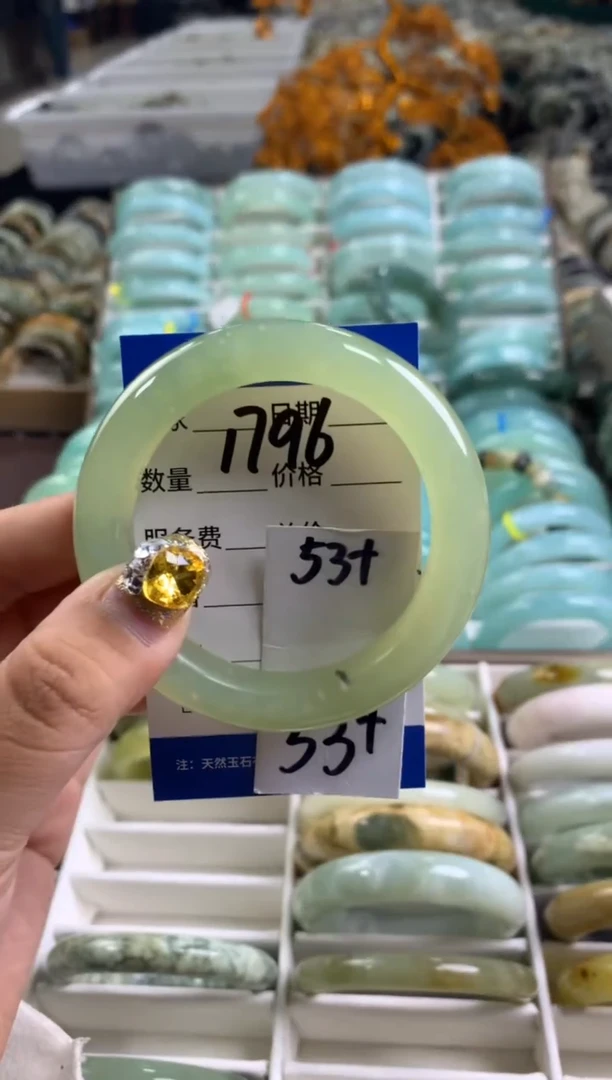 日期
1796
数量 价格
服务费
53+
53+
注：天然玉石